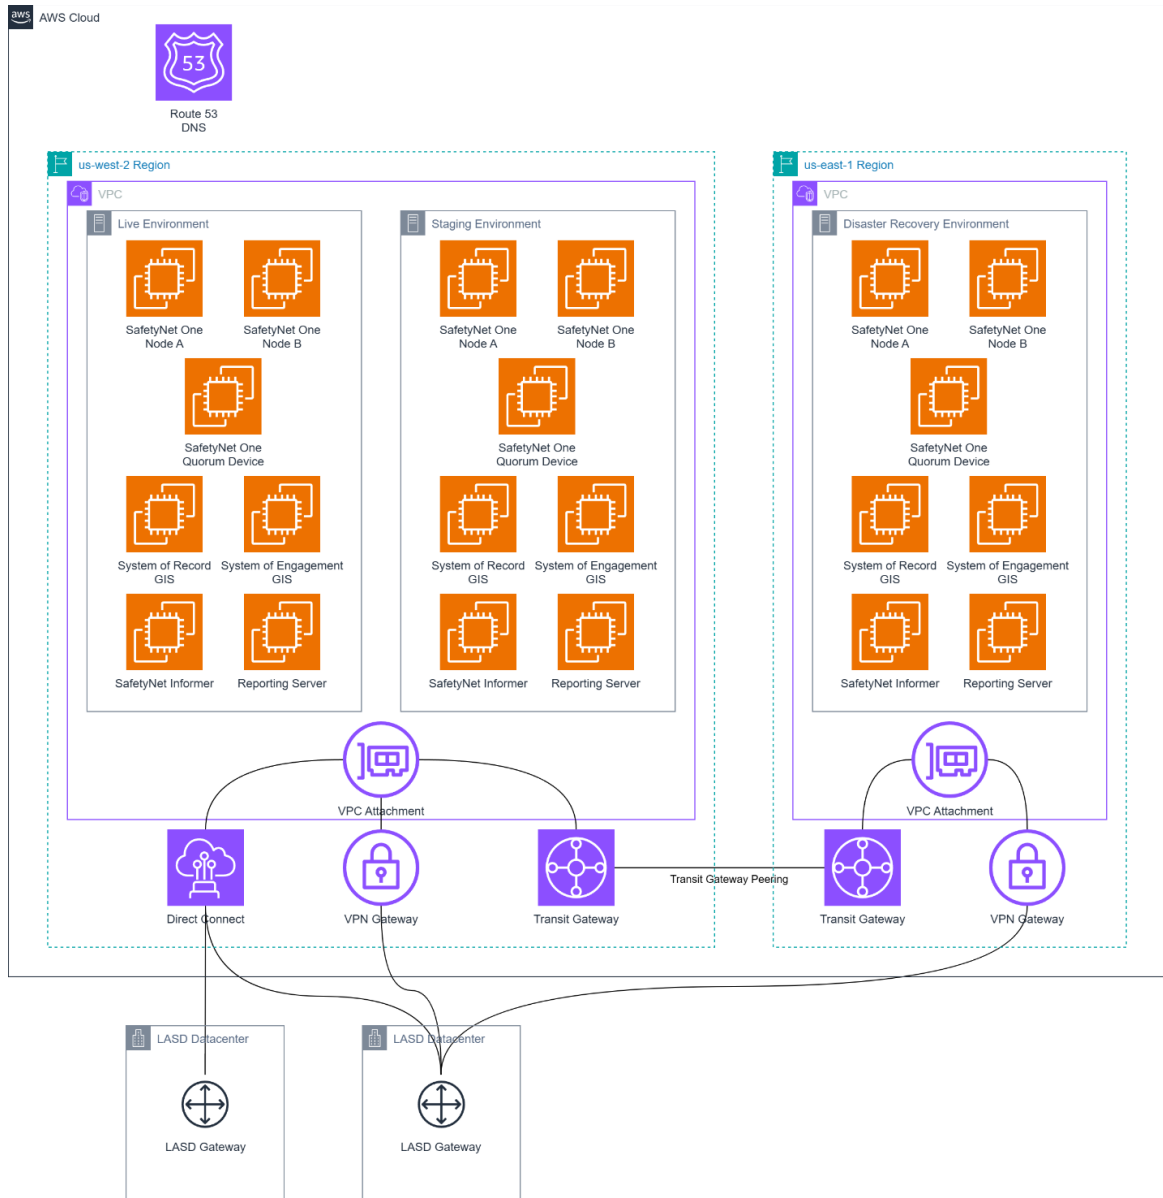 aws
AWS Cloud
53
Route 53
DNS
us-west-2 Region
VPC
Live Environment
SafetyNet One
Node A
SafetyNet One
Node B
SafetyNet One
Quorum Device
System of Record
GIS
System of Engagement
GIS
SafetyNet Informer
Reporting Server
Staging Environment
SafetyNet One
Node A
SafetyNet One
Node B
SafetyNet One
Quorum Device
System of Record
GIS
System of Engagement
GIS
SafetyNet Informer
Reporting Server
VPC Attachment
Direct Connect
VPN Gateway
Transit Gateway
Transit Gateway Peering
us-east-1 Region
VPC
Disaster Recovery Environment
SafetyNet One
Node A
SafetyNet One
Node B
SafetyNet One
Quorum Device
System of Record
GIS
System of Engagement
GIS
SafetyNet Informer
Reporting Server
VPC Attachment
Transit Gateway
VPN Gateway
LASD Datacenter
LASD Gateway
LASD Datacenter
LASD Gateway